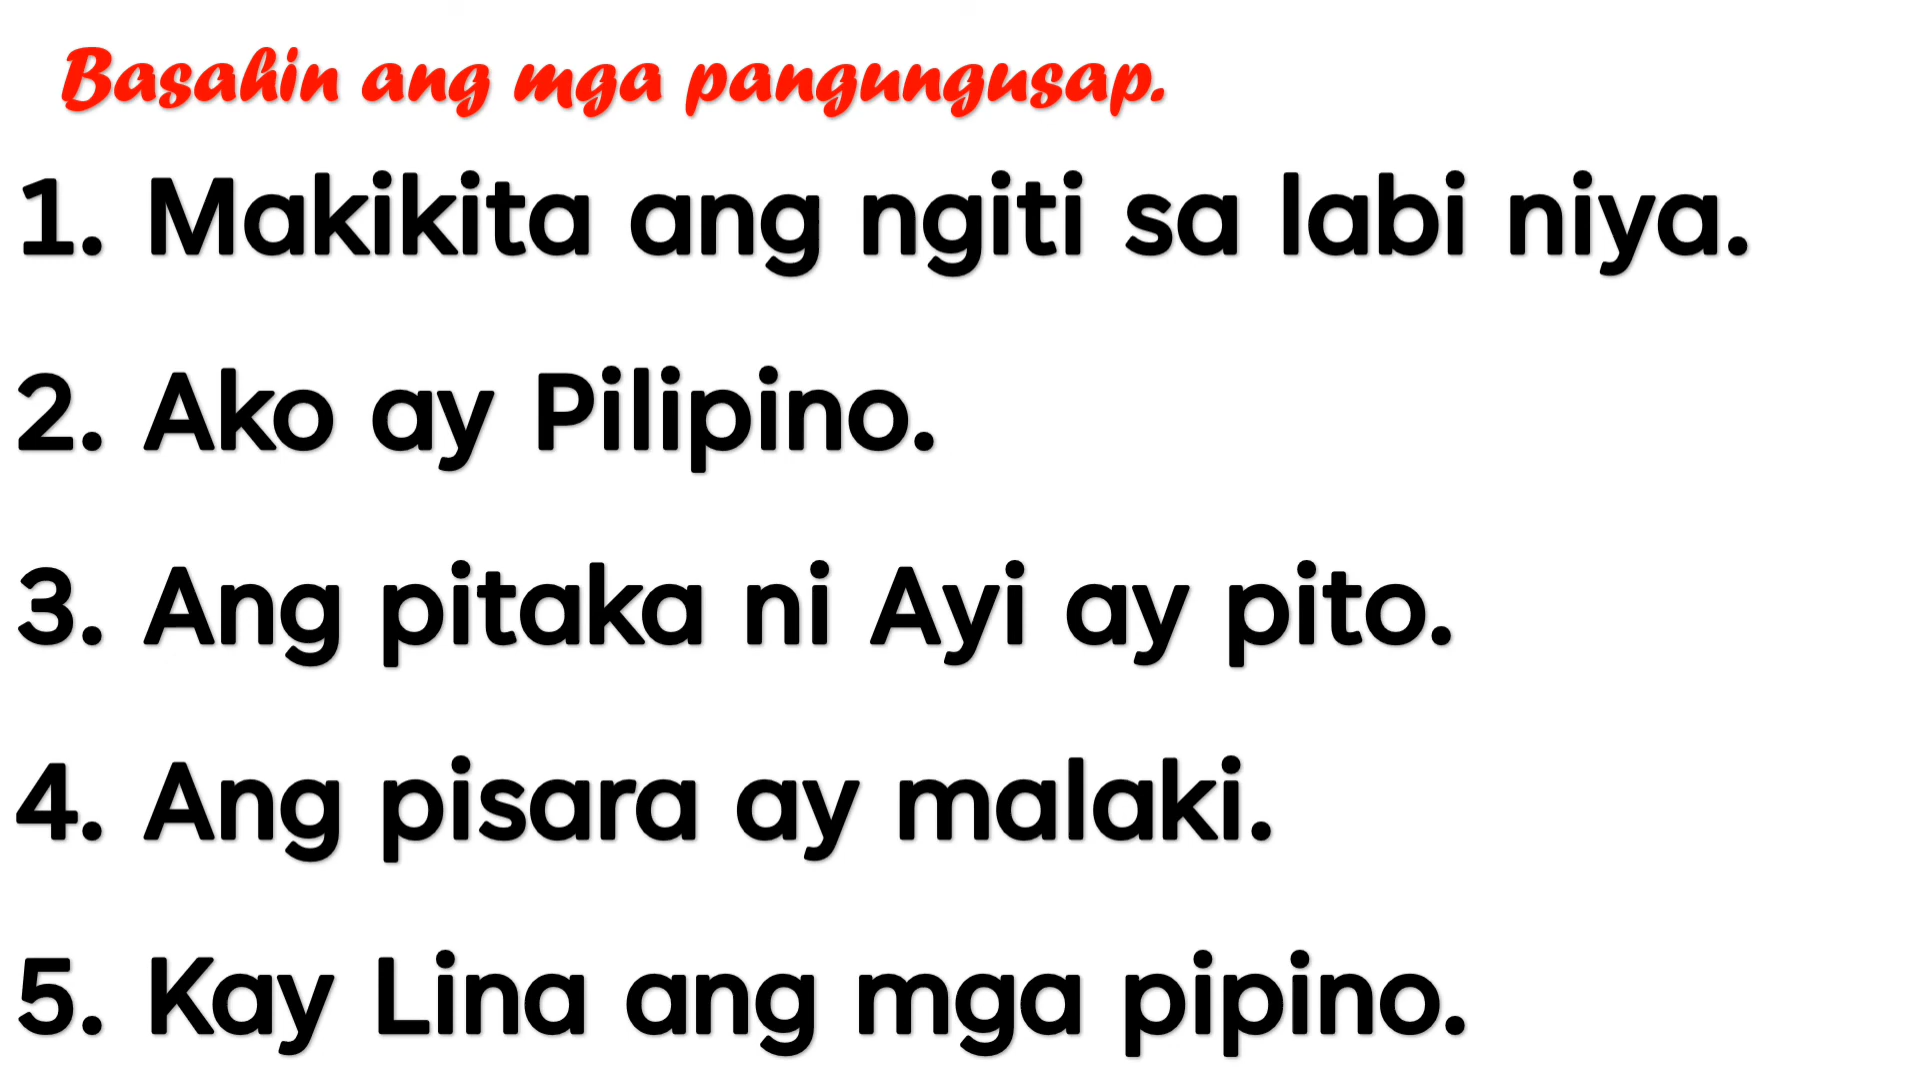 Basahin ang mga pangungusap.
1. Makikita ang ngiti sa labi niya.
2. Ako ay Pilipino.
3. Ang pitaka ni Ayi ay pito.
4. Ang pisara ay malaki.
5. Kay Lina ang mga pipino.